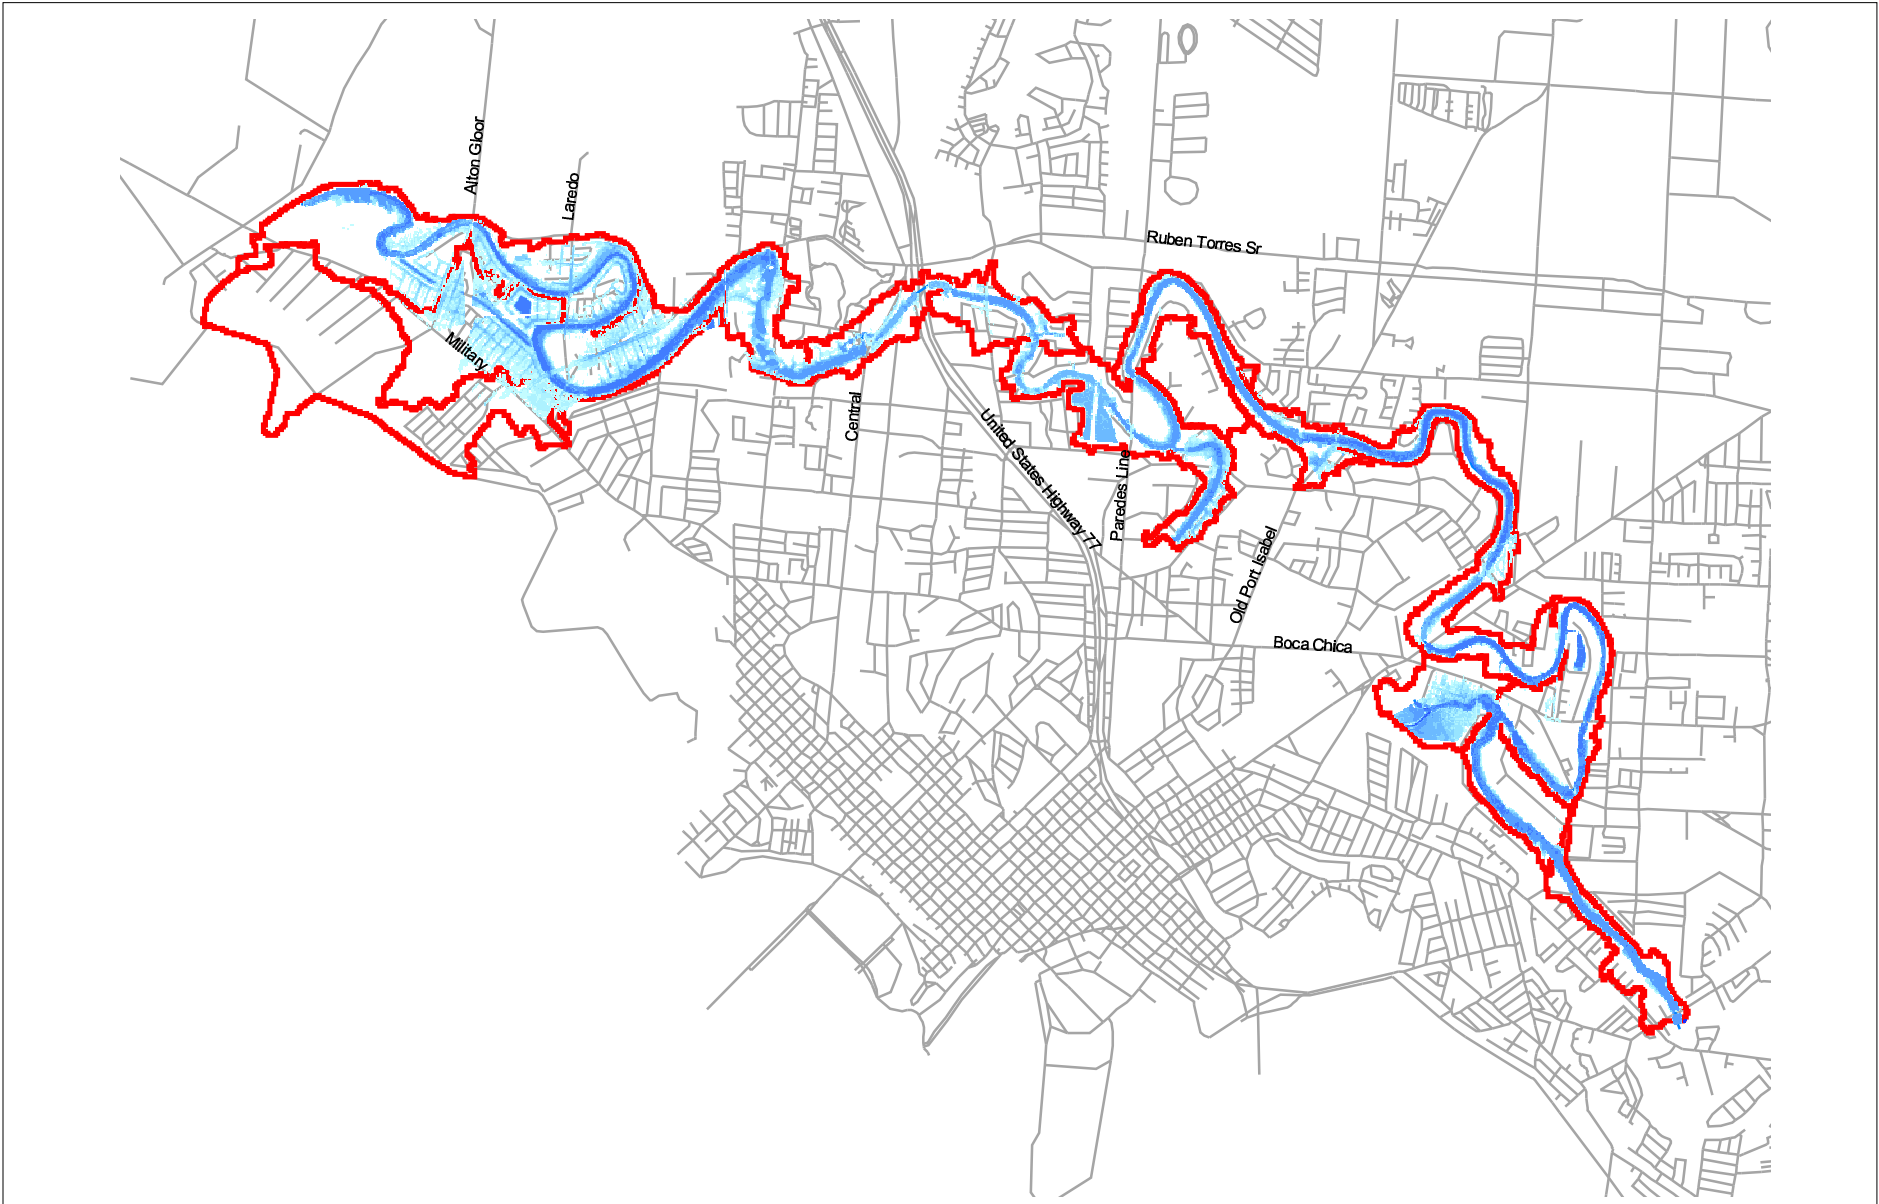 Alton Gloor
Laredo
Ruben Torres Sr
Military
Central
United States Highway 77
Paredes Line
Old Port Isabel
Boca Chica